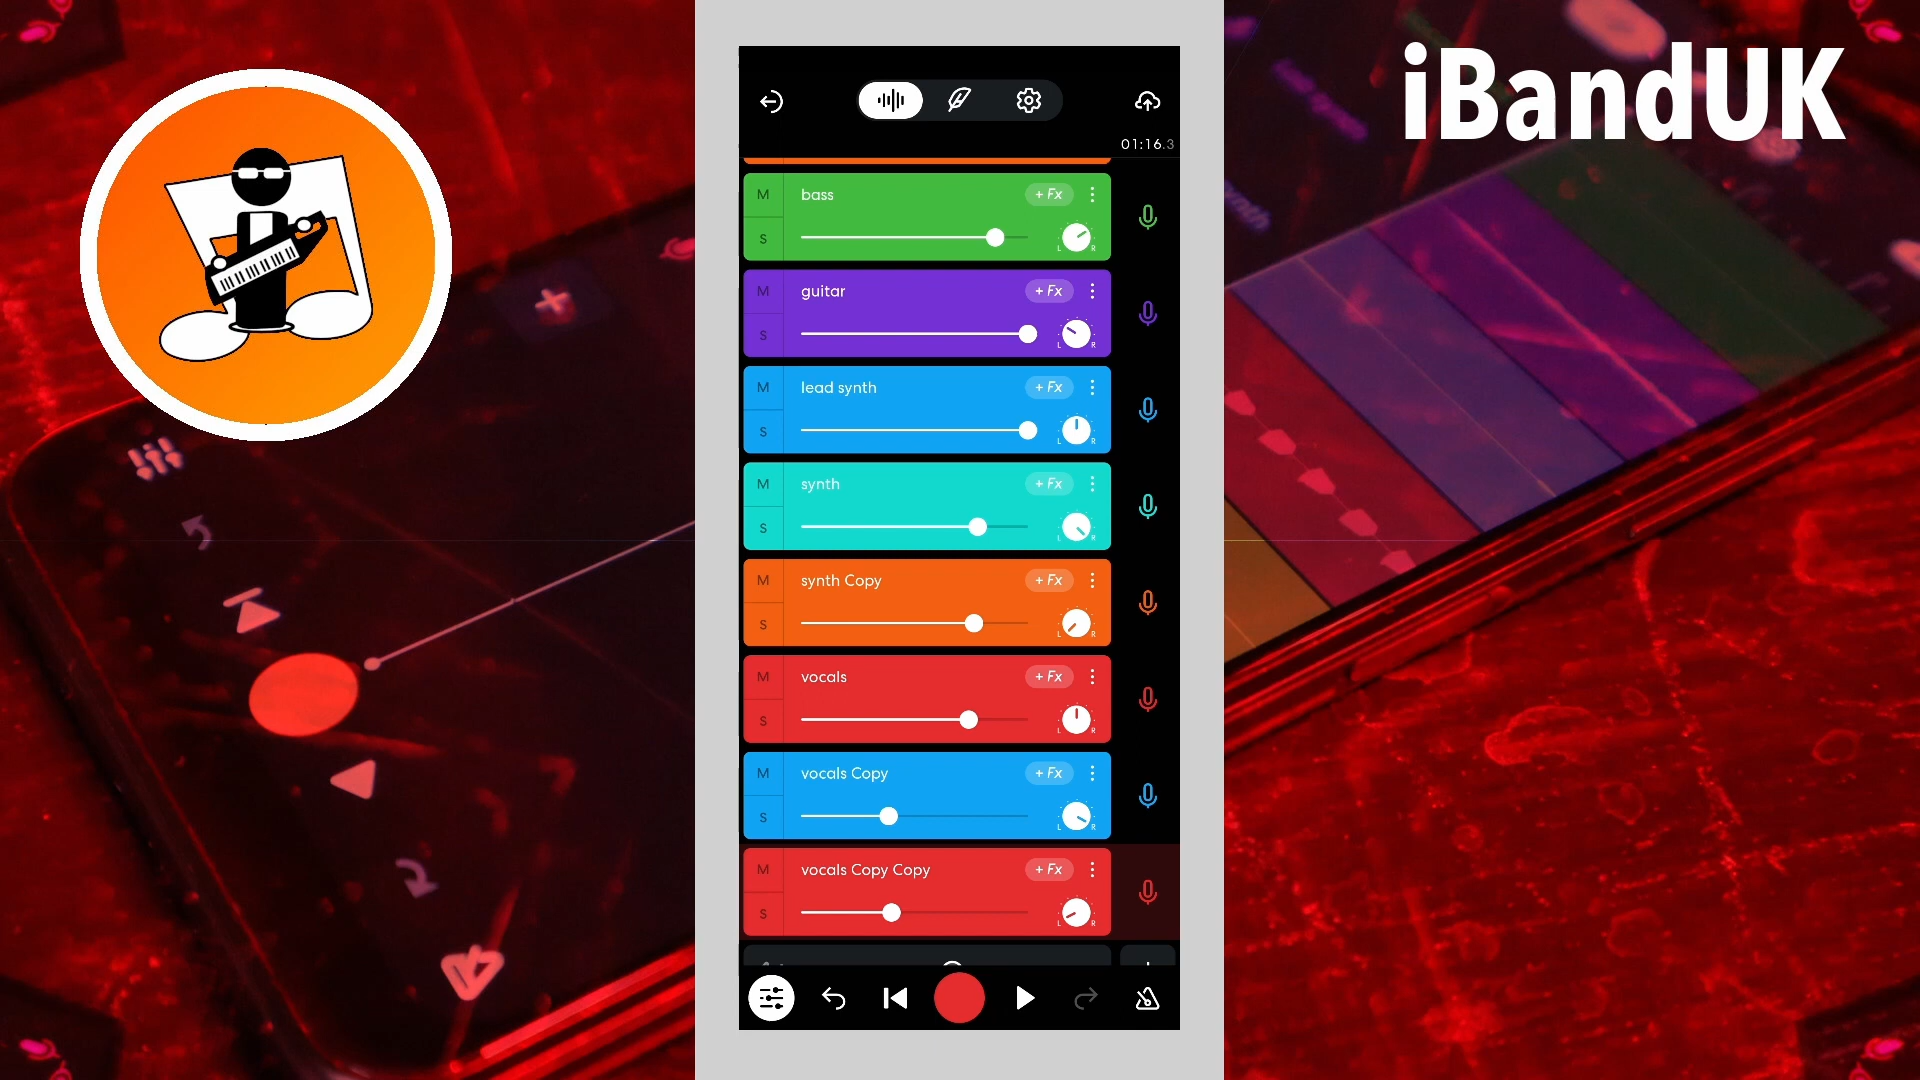 iBandUK
01:16.3
M bass + Fx
S L R
M guitar + Fx
S L R
M lead synth + Fx
S L R
M synth + Fx
S L R
M synth Copy + Fx
S L R
M vocals + Fx
S L R
M vocals Copy + Fx
S L R
M vocals Copy Copy + Fx
S L R